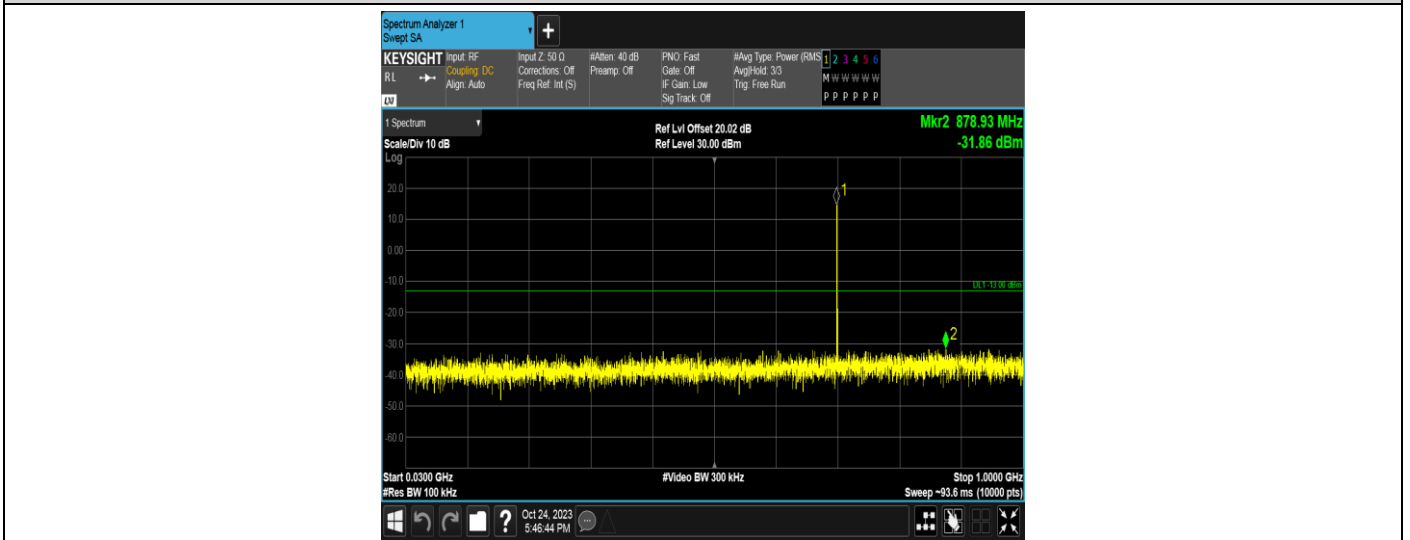 Spectrum Analyzer 1
Swept SA
+
KEYSIGHT Input: RF Input Z: 50 Ω #Atten: 40 dB PNO: Fast #Avg Type: Power (RMS 1 2 3 4 5 6
RL Coupling: DC Corrections: Off Preamp: Off Gate: Off Avg|Hold: 3/3 M W W W W W
Align: Auto Freq Ref: Int (S) IF Gain: Low Trig: Free Run
LXI Sig Track: Off P P P P P P
1 Spectrum Ref Lvl Offset 20.02 dB Mkr2 878.93 MHz
Scale/Div 10 dB Ref Level 30.00 dBm -31.86 dBm
Log
20.0
1
10.0
0.00
-10.0
DL1 -13.00 dBm
-20.0
2
-30.0
-40.0
-50.0
-60.0
Start 0.0300 GHz #Video BW 300 kHz Stop 1.0000 GHz
#Res BW 100 kHz Sweep ~93.6 ms (10000 pts)
? Oct 24, 2023
5:46:44 PM